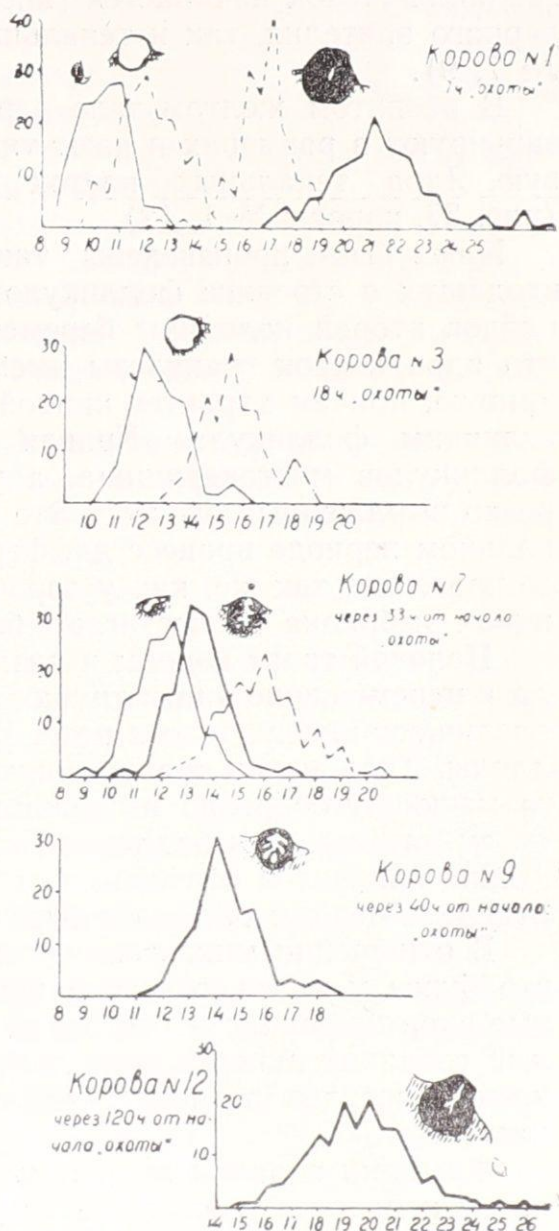 40
30
20
10
Корова №1
7ч „охоты“
8 9 10 11 12 13 14 15 16 17 18 19 20 21 22 23 24 25
30
20
10
Корова №3
18ч „охоты“
10 11 12 13 14 15 16 17 18 19 20
30
20
10
Корова №7
через 33ч от начала
охоты“
8 9 10 11 12 13 14 15 16 17 18 19 20
30
20
10
Корова №9
через 40ч от начала
„охоты“
8 9 10 11 12 13 14 15 16 17 18
30
20
10
Корова №12
через 120ч от на-
чала „охоты“
14 15 16 17 18 19 20 21 22 23 24 25 26